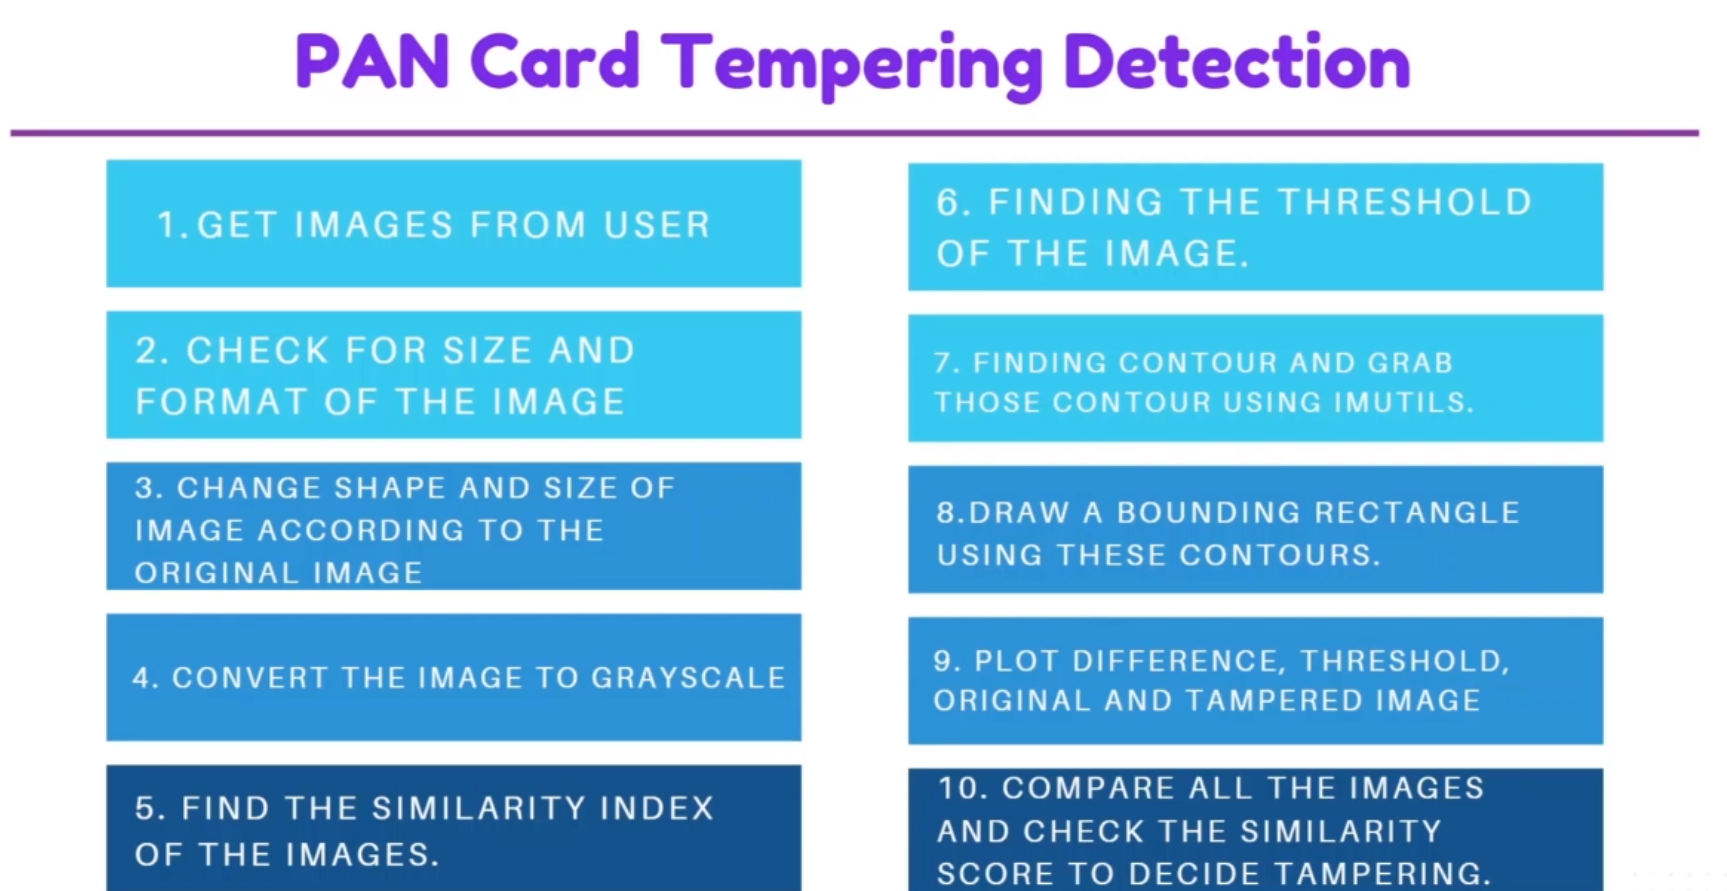 PAN Card Tempering Detection
1. GET IMAGES FROM USER
2. CHECK FOR SIZE AND
FORMAT OF THE IMAGE
3. CHANGE SHAPE AND SIZE OF
IMAGE ACCORDING TO THE
ORIGINAL IMAGE
4. CONVERT THE IMAGE TO GRAYSCALE
5. FIND THE SIMILARITY INDEX
OF THE IMAGES.
6. FINDING THE THRESHOLD
OF THE IMAGE.
7. FINDING CONTOUR AND GRAB
THOSE CONTOUR USING IMUTILS.
8.DRAW A BOUNDING RECTANGLE
USING THESE CONTOURS.
9. PLOT DIFFERENCE, THRESHOLD,
ORIGINAL AND TAMPERED IMAGE
10. COMPARE ALL THE IMAGES
AND CHECK THE SIMILARITY
SCORE TO DECIDE TAMPERING.